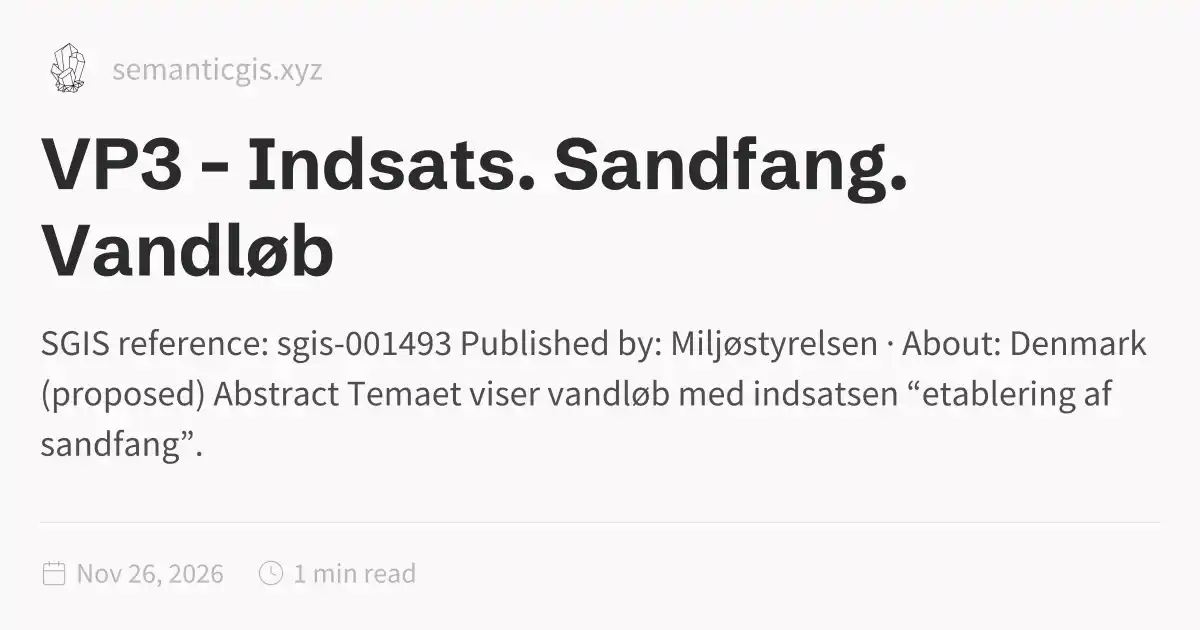 semanticgis.xyz
VP3 – Indsats. Sandfang.
Vandløb
SGIS reference: sgis-001493 Published by: Miljøstyrelsen · About: Denmark
(proposed) Abstract Temaet viser vandløb med indsatsen “etablering af
sandfang”.
Nov 26, 2026 1 min read